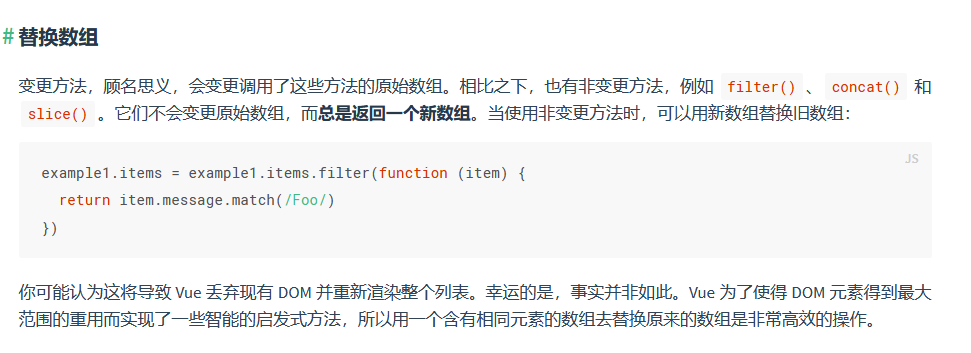 # 替换数组
变更方法，顾名思义，会变更调用了这些方法的原始数组。相比之下，也有非变更方法，例如 filter() 、 concat() 和
slice() 。它们不会变更原始数组，而总是返回一个新数组。当使用非变更方法时，可以用新数组替换旧数组：
JS
example1.items = example1.items.filter(function (item) {
  return item.message.match(/Foo/)
})
你可能认为这将导致 Vue 丢弃现有 DOM 并重新渲染整个列表。幸运的是，事实并非如此。Vue 为了使得 DOM 元素得到最大
范围的重用而实现了一些智能的启发式方法，所以用一个含有相同元素的数组去替换原来的数组是非常高效的操作。